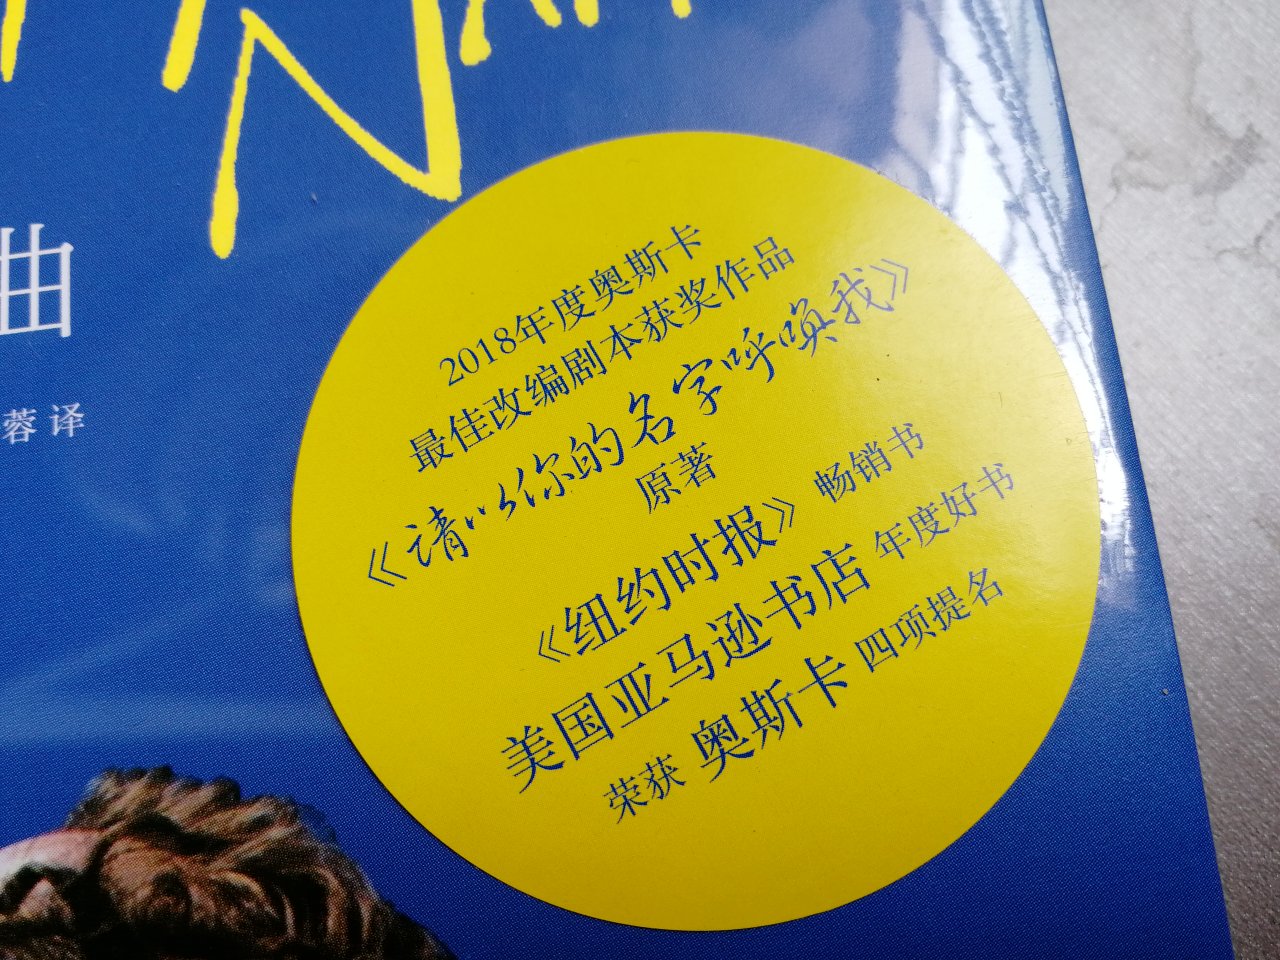 曲
蓉 译
2018年度奥斯卡
最佳改编剧本获奖作品
《请以你的名字呼唤我》
原著
《纽约时报》 畅销书
美国亚马逊书店 年度好书
荣获 奥斯卡 四项提名